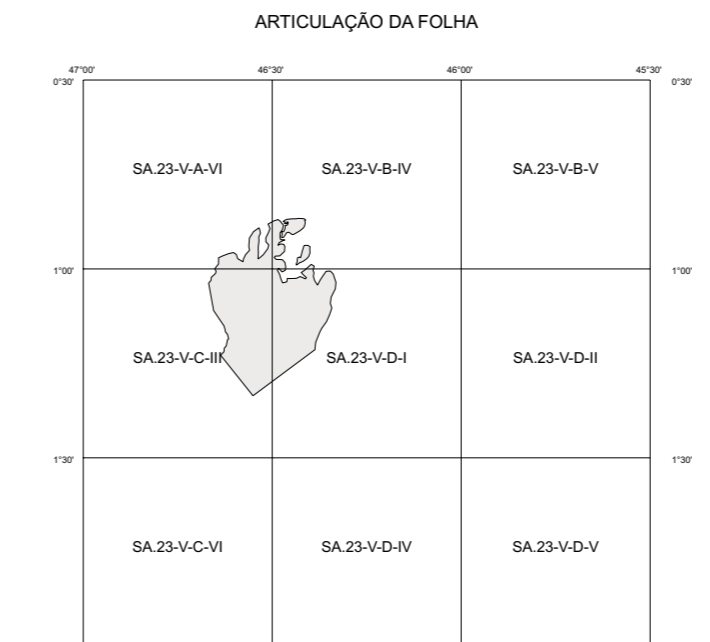 ARTICULAÇÃO DA FOLHA
47°00' 46°30' 46°00' 45°30'
0°30' 0°30'
SA.23-V-A-VI SA.23-V-B-IV SA.23-V-B-V
1°00' 1°00'
SA.23-V-C-III SA.23-V-D-I SA.23-V-D-II
1°30' 1°30'
SA.23-V-C-VI SA.23-V-D-IV SA.23-V-D-V